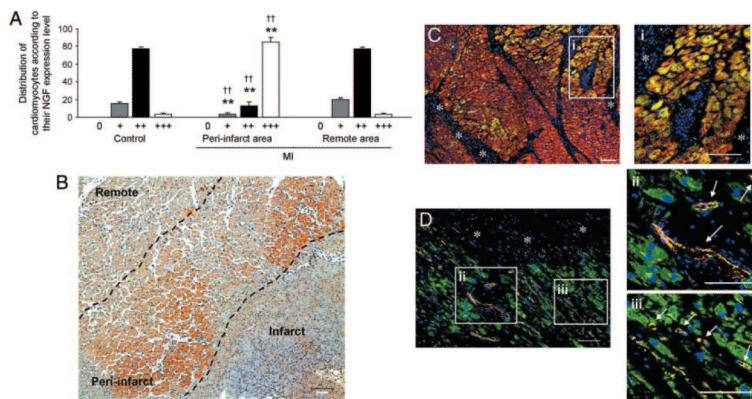 A
Distribution of
cardiomyocytes according to
their NGF expression level
100
80
60
40
20
0 + ++ +++ 0 + ++ +++ 0 + ++ +++
†† ** †† ** †† **
Control Peri-infarct area Remote area
MI
B
Remote
Infarct
Peri-infarct
C
i
*
*
*
*
*
i
*
*
D
* * *
ii
iii
ii
iii